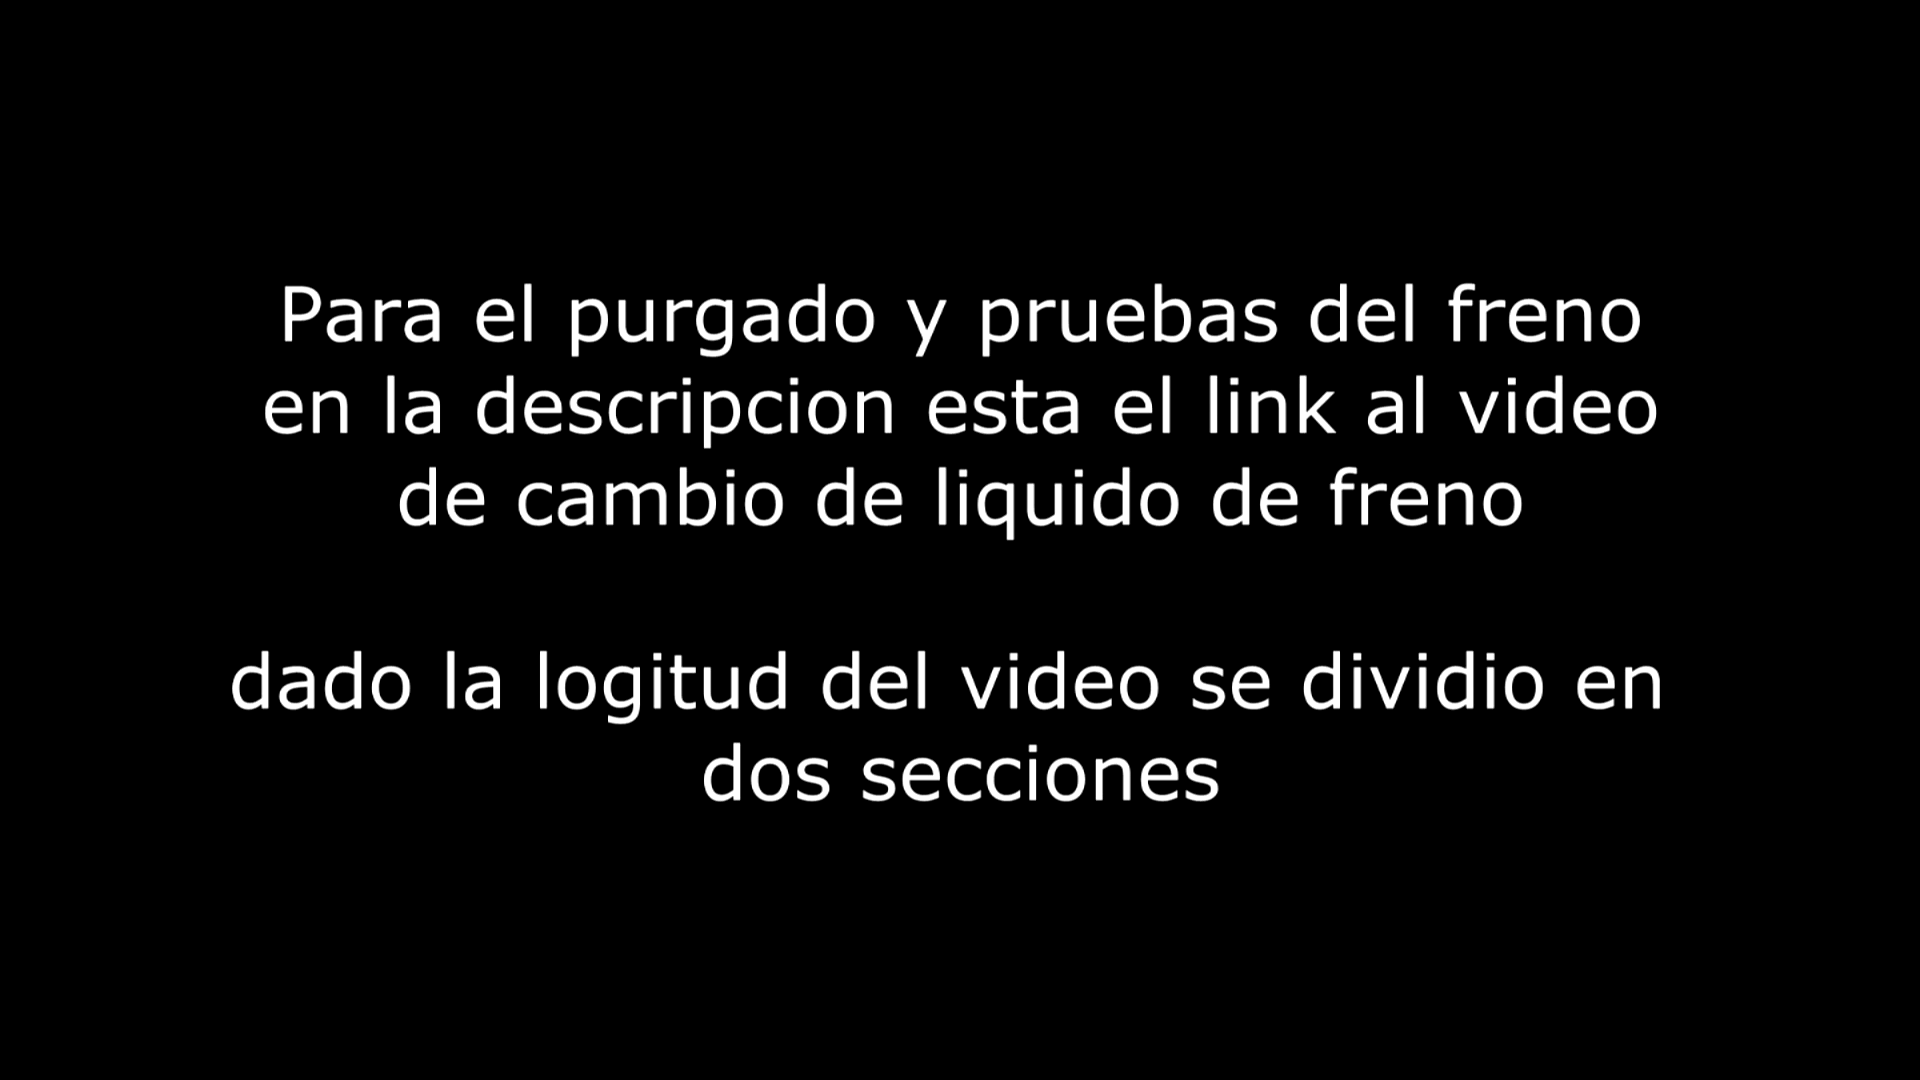 Para el purgado y pruebas del freno
en la descripcion esta el link al video
de cambio de liquido de freno
dado la logitud del video se dividio en
dos secciones